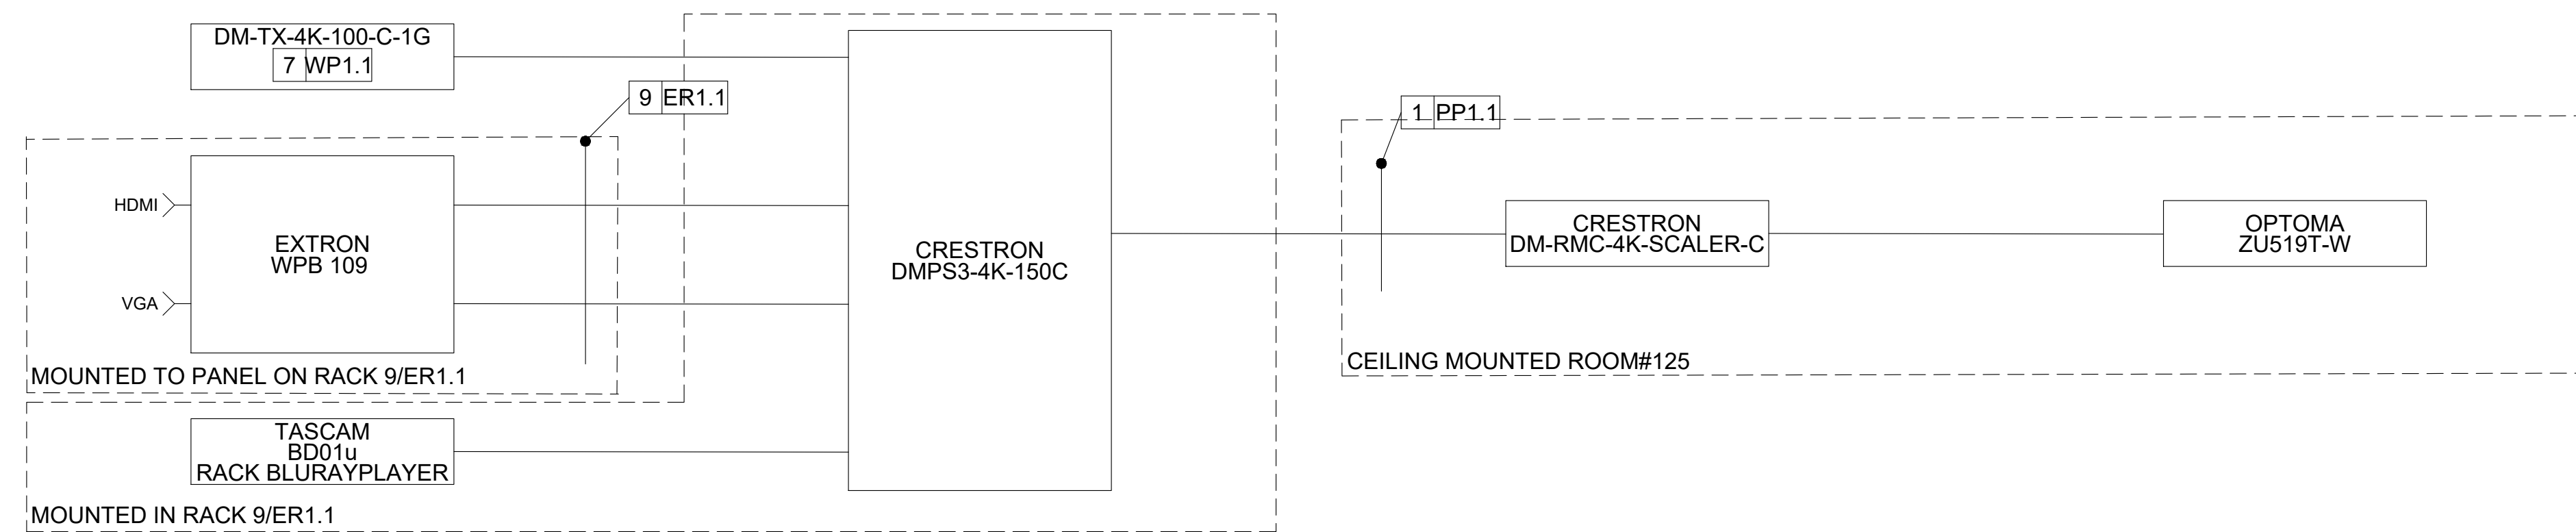 DM-TX-4K-100-C-1G
7 WP1.1
9 ER1.1
1 PP1.1
HDMI
VGA
EXTRON
WPB 109
MOUNTED TO PANEL ON RACK 9/ER1.1
CRESTRON
DMPS3-4K-150C
CRESTRON
DM-RMC-4K-SCALER-C
OPTOMA
ZU519T-W
CEILING MOUNTED ROOM#125
TASCAM
BD01u
RACK BLURAYPLAYER
MOUNTED IN RACK 9/ER1.1